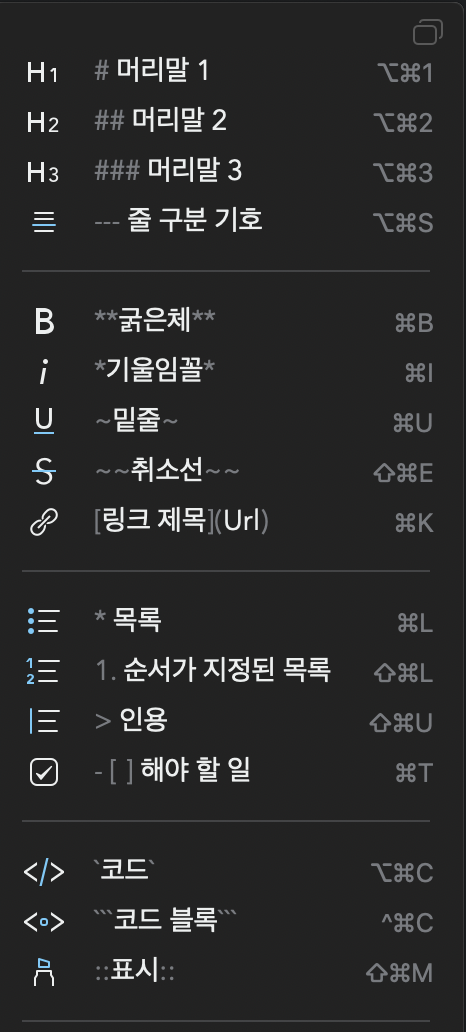 H1 # 머리말 1 ⌥⌘1
H2 ## 머리말 2 ⌥⌘2
H3 ### 머리말 3 ⌥⌘3
--- 줄 구분 기호 ⌥⌘S
B **굵은체** ⌘B
i *기울임꼴* ⌘I
U ~밑줄~ ⌘U
S ~~취소선~~ ⇧⌘E
[링크 제목](Url) ⌘K
* 목록 ⌘L
1. 순서가 지정된 목록 ⇧⌘L
> 인용 ⇧⌘U
- [ ] 해야 할 일 ⌘T
</> `코드` ⌥⌘C
<∘> ```코드 블록``` ^⌘C
::표시:: ⇧⌘M